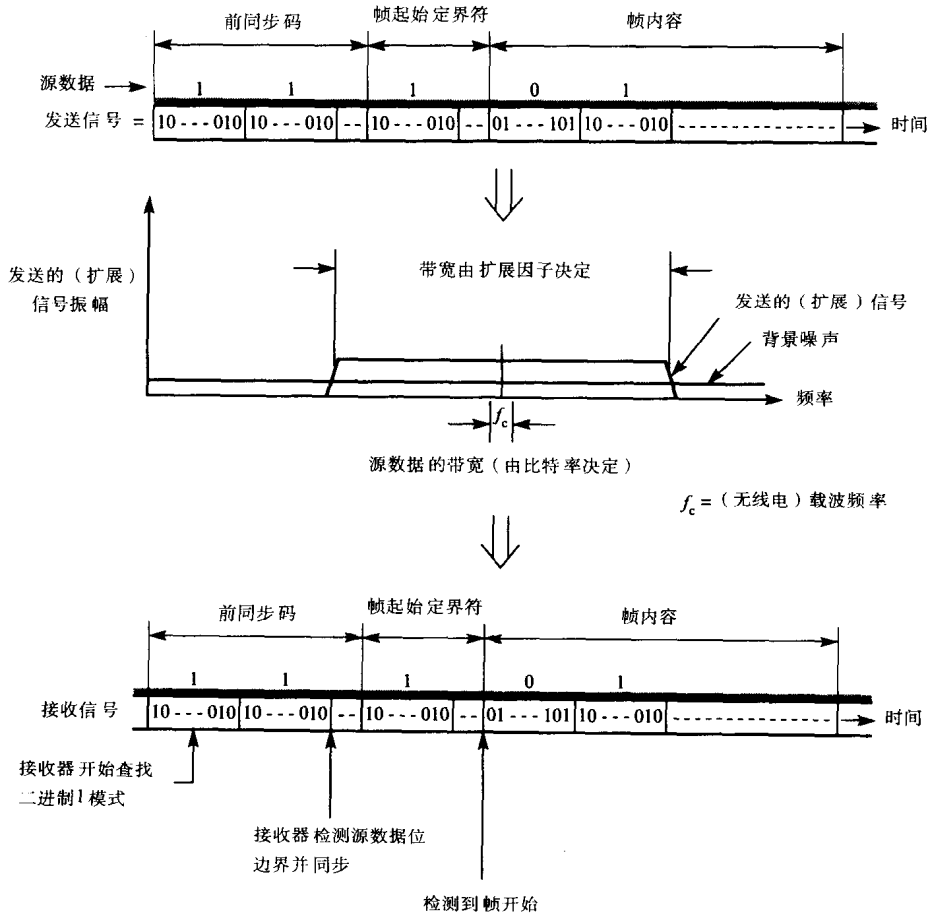 前同步码 帧起始定界符 帧内容
源数据 1 1 1 0 1
发送信号 = 10---010 10---010 -- 10---010 -- 01---101 10---010 ----------------- 时间
发送的（扩展）
信号振幅
带宽由扩展因子决定
发送的（扩展）信号
背景噪声
频率
fc
源数据的带宽（由比特率决定）
fc =（无线电）载波频率
前同步码 帧起始定界符 帧内容
1 1 1 0 1
接收信号 10---010 10---010 -- 10---010 -- 01---101 10---010 ----------------- 时间
接收器开始查找
二进制1模式
接收器检测源数据位
边界并同步
检测到帧开始